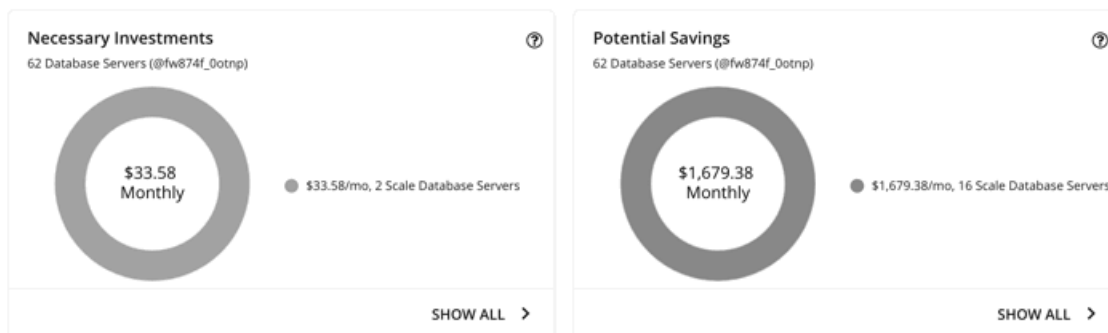 Necessary Investments
62 Database Servers (@fw874f_0otnp)
$33.58
Monthly
$33.58/mo, 2 Scale Database Servers
SHOW ALL
Potential Savings
62 Database Servers (@fw874f_0otnp)
$1,679.38
Monthly
$1,679.38/mo, 16 Scale Database Servers
SHOW ALL